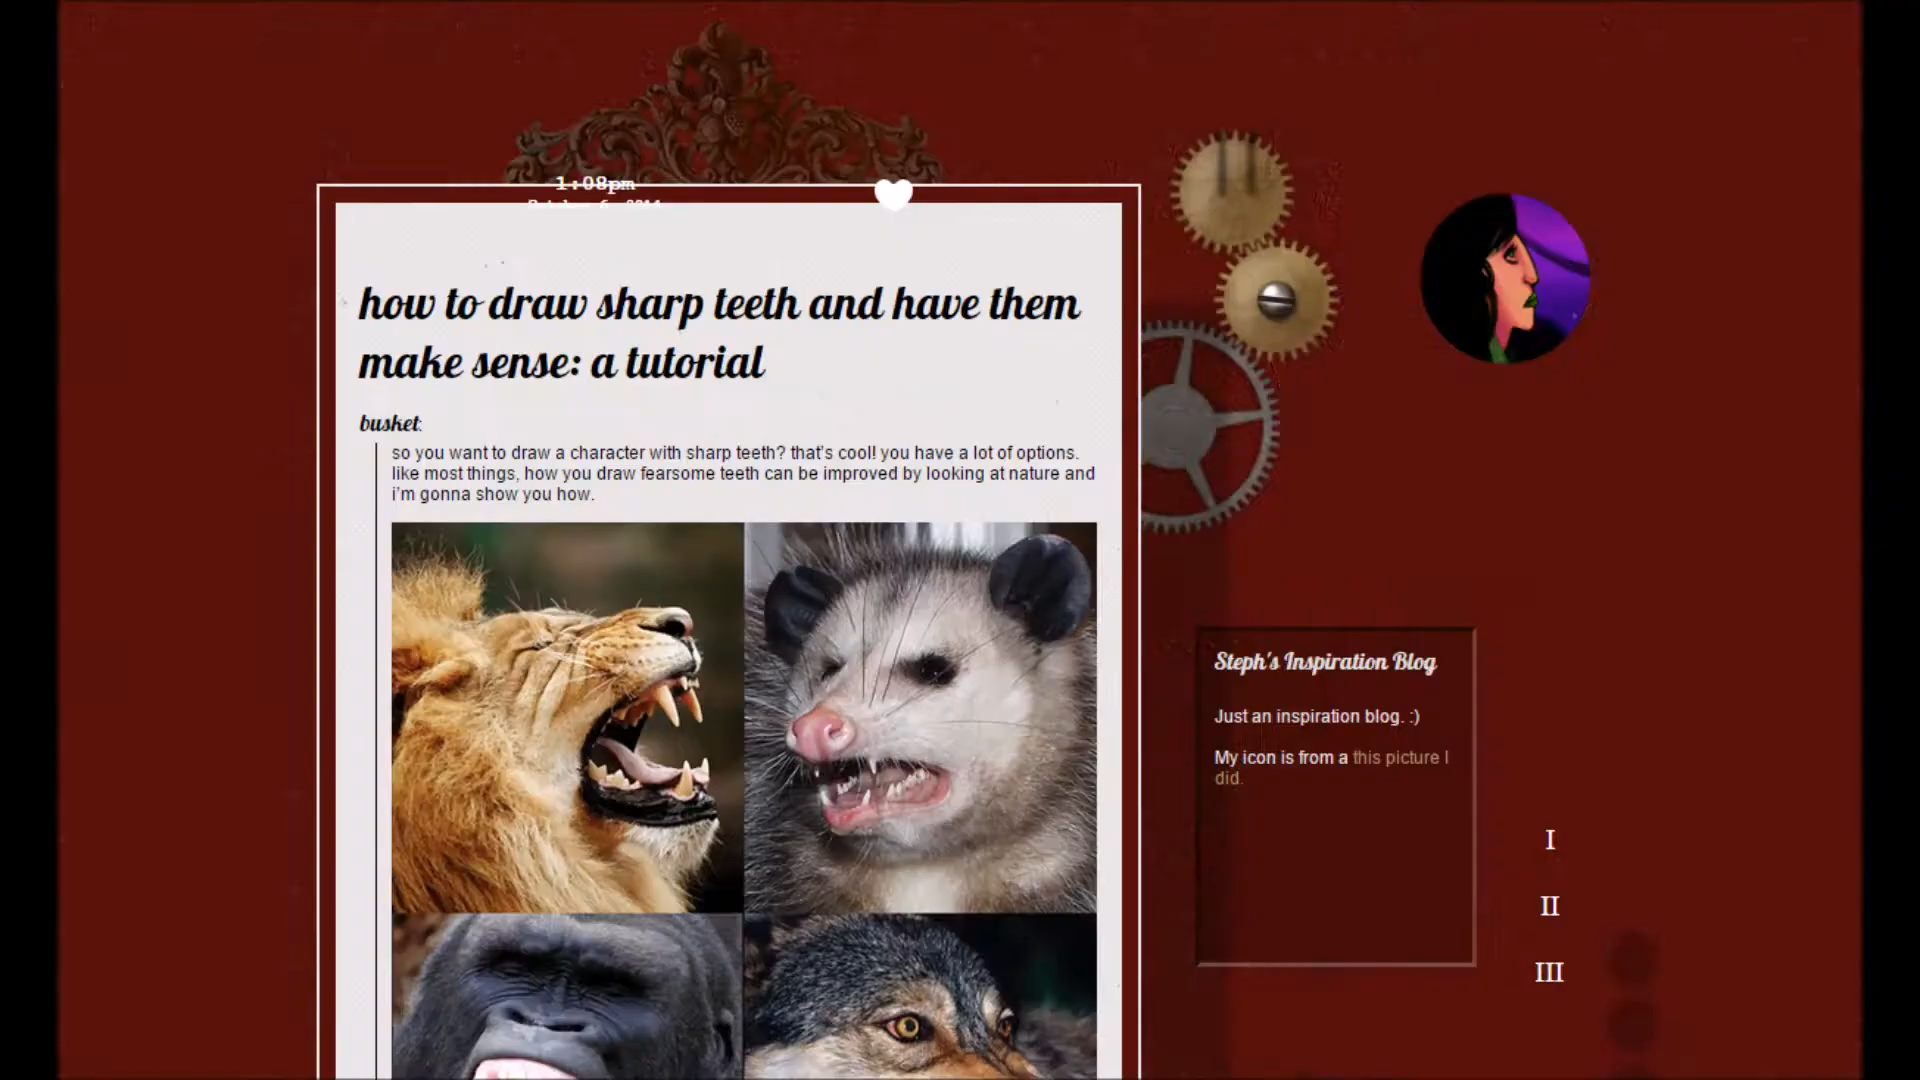 1:08pm
how to draw sharp teeth and have them
make sense: a tutorial
busket:
so you want to draw a character with sharp teeth? that's cool! you have a lot of options.
like most things, how you draw fearsome teeth can be improved by looking at nature and
i'm gonna show you how.
Steph's Inspiration Blog
Just an inspiration blog. :)
My icon is from a this picture I
did.
I
II
III